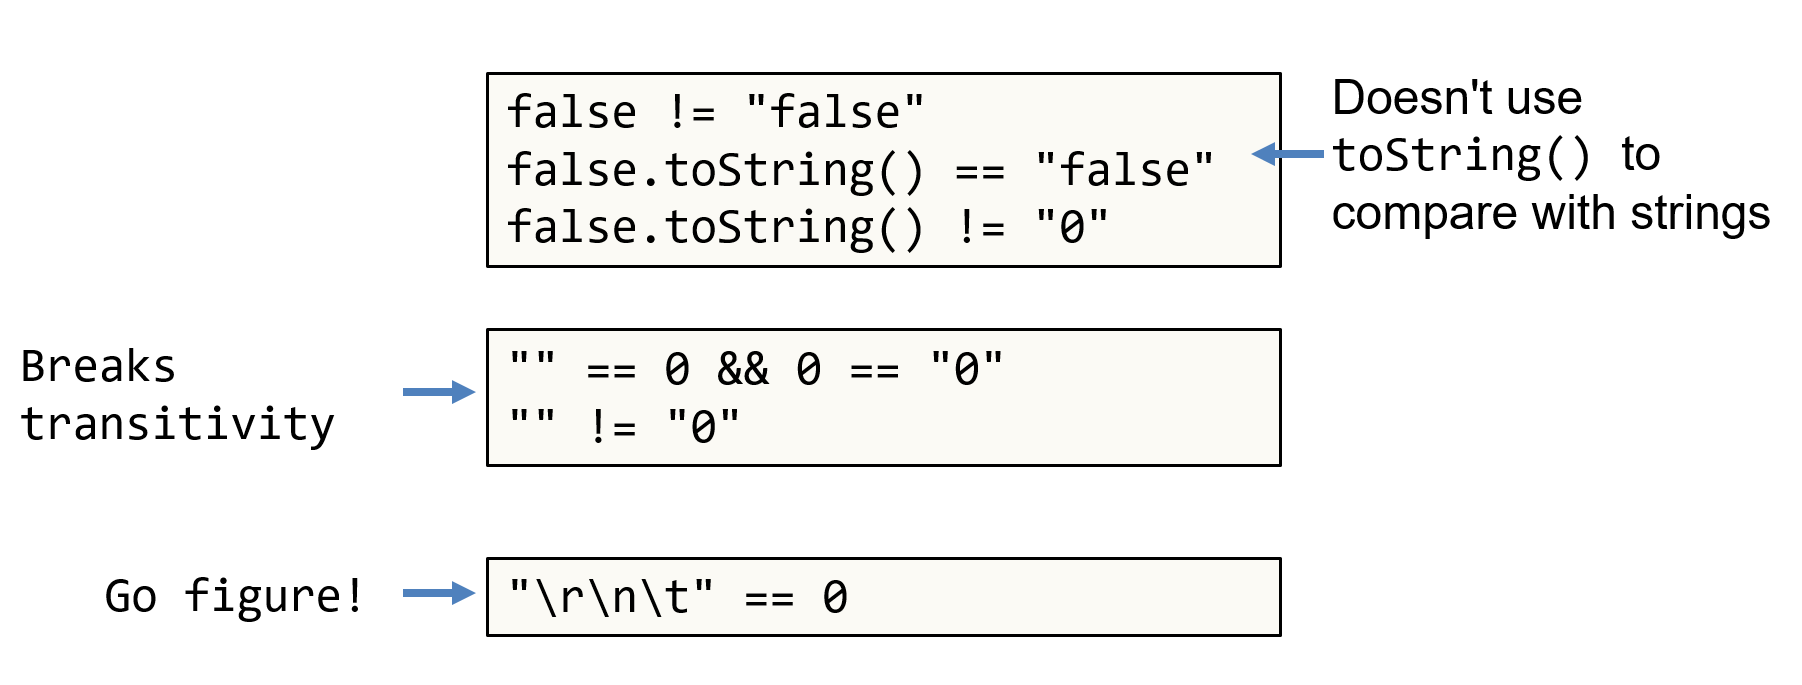 false != "false"
false.toString() == "false"
false.toString() != "0"
Doesn't use
toString() to
compare with strings
Breaks
transitivity
"" == 0 && 0 == "0"
"" != "0"
Go figure!
"\r\n\t" == 0